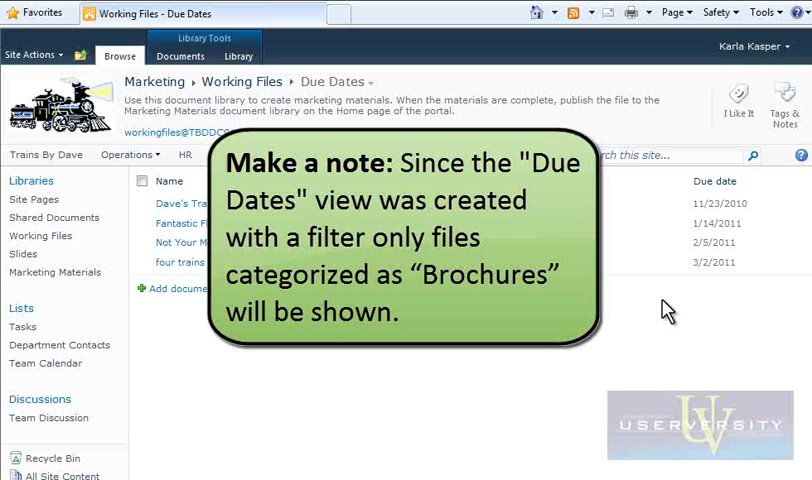 Favorites
Working Files - Due Dates
Page
Safety
Tools
Library Tools
Site Actions
Browse
Documents
Library
Karla Kasper
Marketing
Working Files
Due Dates
Use this document library to create marketing materials. When the materials are complete, publish the file to the
Marketing Materials document library on the Home page of the portal.
I Like It
Tags &
Notes
Trains By Dave
Operations
HR
this site...
Make a note: Since the "Due
Dates" view was created
with a filter only files
categorized as “Brochures”
will be shown.
Libraries
Site Pages
Shared Documents
Working Files
Slides
Marketing Materials
Lists
Tasks
Department Contacts
Team Calendar
Discussions
Team Discussion
Recycle Bin
All Site Content
Name
Due date
Dave's
11/23/2010
Fantastic
1/14/2011
Not Your
2/5/2011
four trains
3/2/2011
Add
USERVERSITY